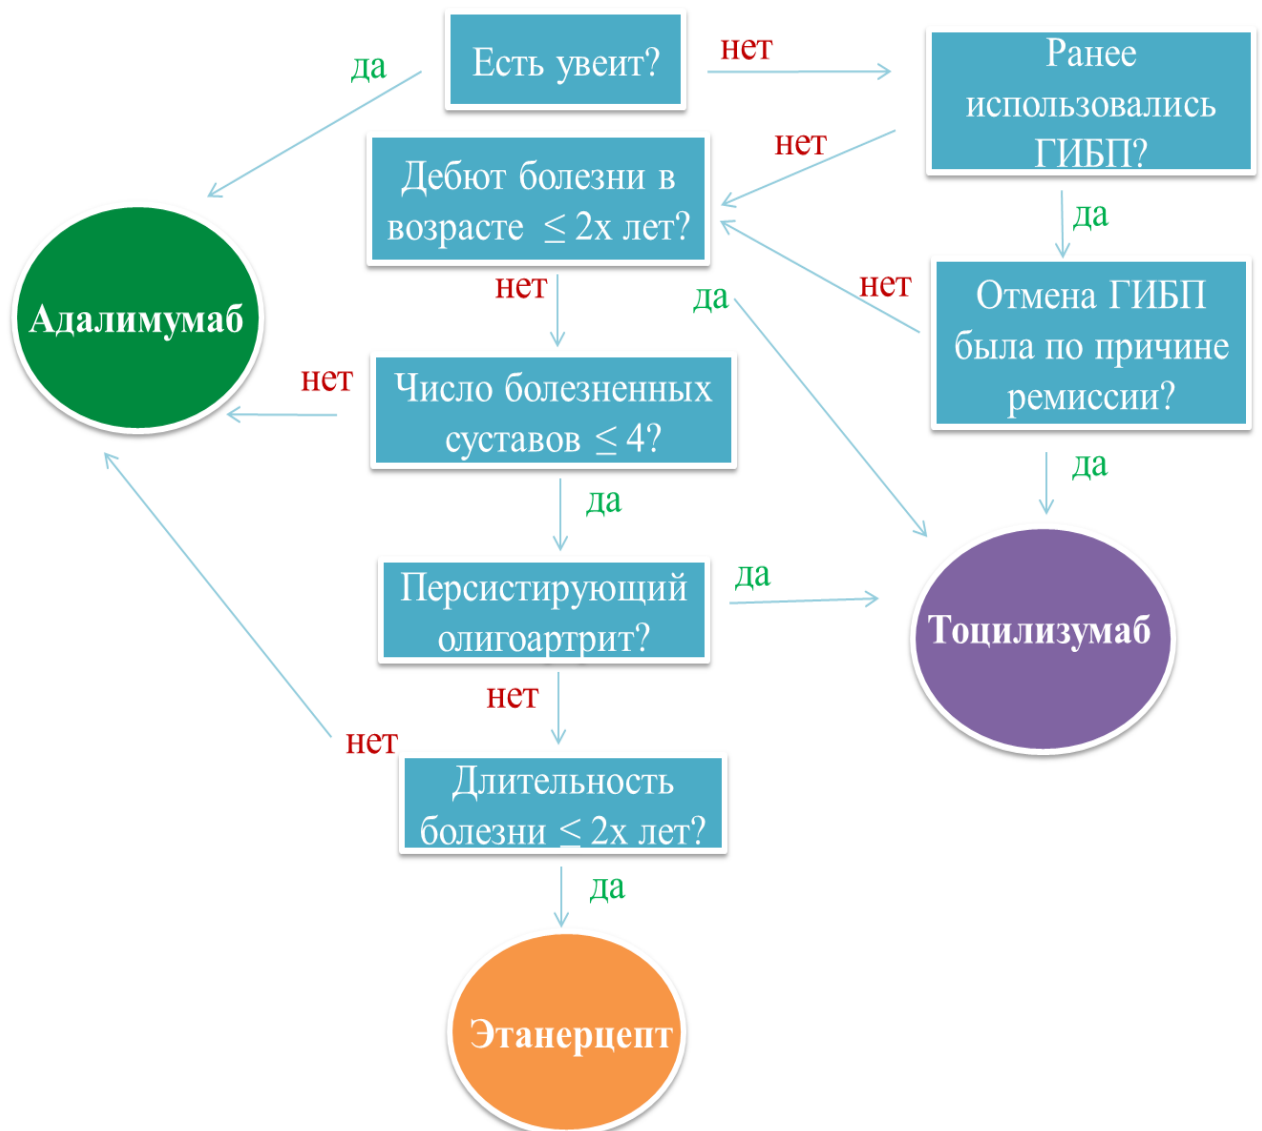 Есть увеит?
да
нет
Ранее
использовались
ГИБП?
нет
да
Дебют болезни в
возрасте ≤ 2х лет?
нет
да
нет
Отмена ГИБП
была по причине
ремиссии?
да
Адалимумаб
нет
Число болезненных
суставов ≤ 4?
да
Персистирующий
олигоартрит?
да
Тоцилизумаб
нет
нет
Длительность
болезни ≤ 2х лет?
да
Этанерцепт